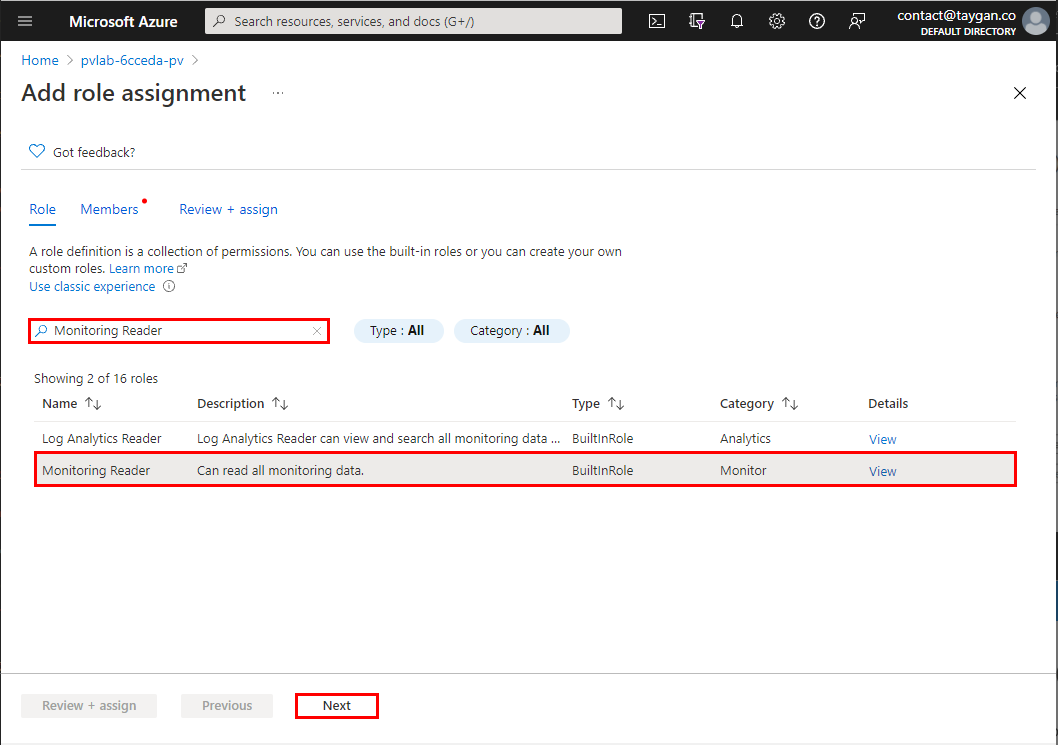 Microsoft Azure
Search resources, services, and docs (G+/)
contact@taygan.co
DEFAULT DIRECTORY
Home > pvlab-6cceda-pv >
Add role assignment ...
Got feedback?
Role Members Review + assign
A role definition is a collection of permissions. You can use the built-in roles or you can create your own
custom roles. Learn more
Use classic experience
Monitoring Reader
Type : All Category : All
Showing 2 of 16 roles
Name Description Type Category Details
Log Analytics Reader Log Analytics Reader can view and search all monitoring data ... BuiltInRole Analytics View
Monitoring Reader Can read all monitoring data. BuiltInRole Monitor View
Review + assign Previous Next